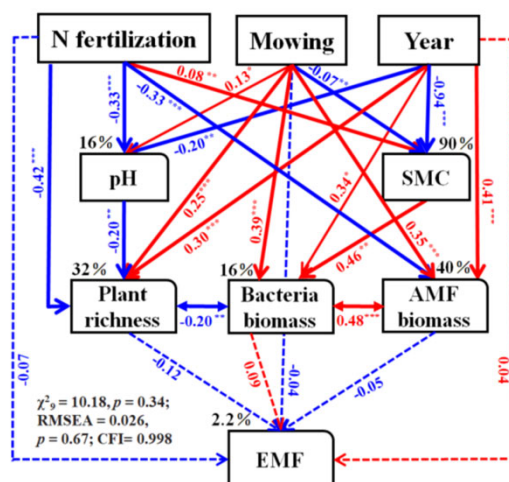 N fertilization
Mowing
Year
0.08**
0.13*
-0.07**
-0.33***
-0.33***
-0.94***
-0.20**
16%
90%
pH
SMC
-0.42***
-0.20**
0.25***
0.30***
0.39***
0.34*
0.46**
0.35***
0.41***
32%
16%
40%
Plant
richness
Bacteria
biomass
AMF
biomass
-0.20**
0.48***
-0.07
-0.12
0.09
-0.04
-0.05
0.04
χ²₉ = 10.18, p = 0.34;
RMSEA = 0.026,
p = 0.67; CFI= 0.998
2.2%
EMF